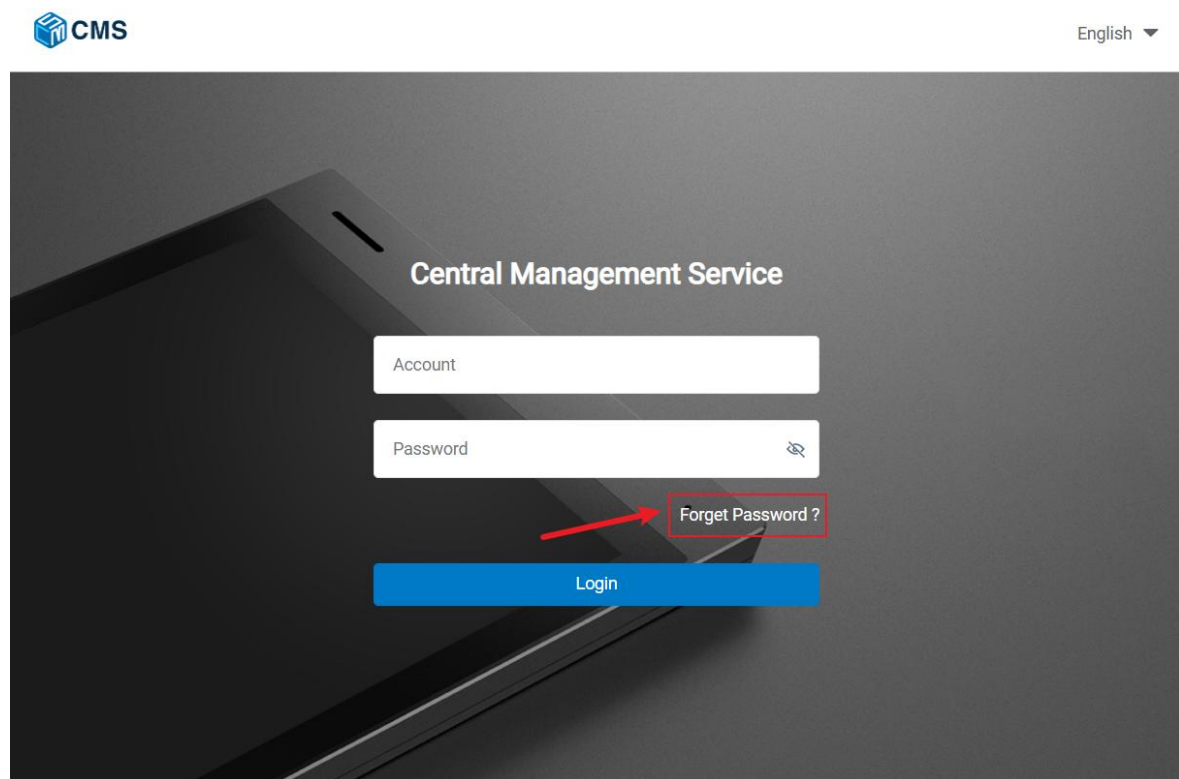 CMS
English
Central Management Service
Account
Password
Forget Password ?
Login